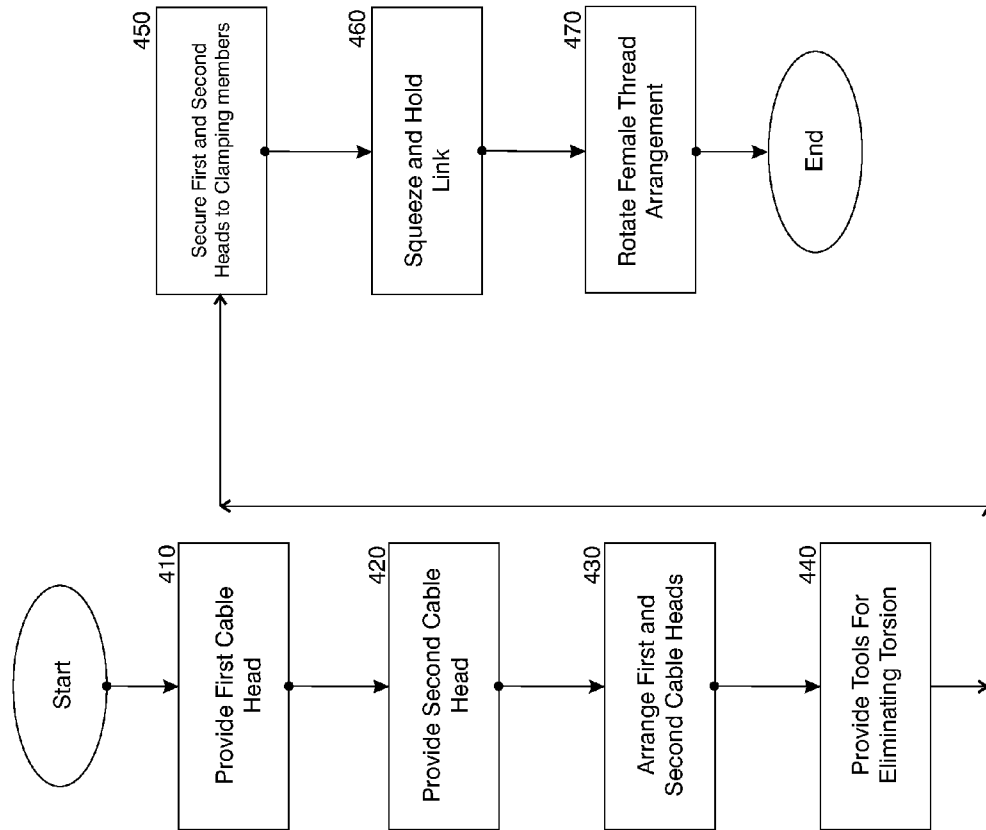 Start
410
Provide First Cable
Head
420
Provide Second Cable
Head
430
Arrange First and
Second Cable Heads
440
Provide Tools For
Eliminating Torsion
450
Secure First and Second
Heads to Clamping members
460
Squeeze and Hold
Link
470
Rotate Female Thread
Arrangement
End